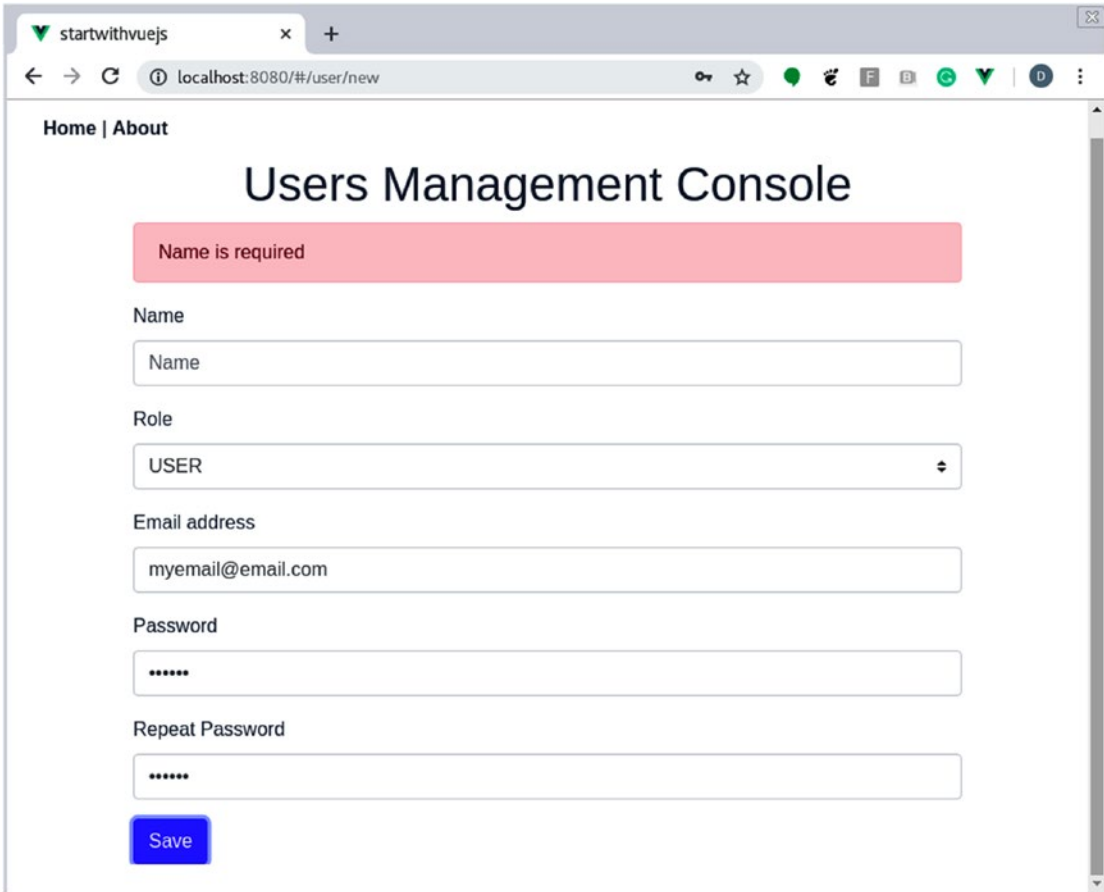 startwithvuejs
localhost:8080/#/user/new
F B G D
Home | About
Users Management Console
Name is required
Name
Name
Role
USER
Email address
myemail@email.com
Password
••••••
Repeat Password
••••••
Save